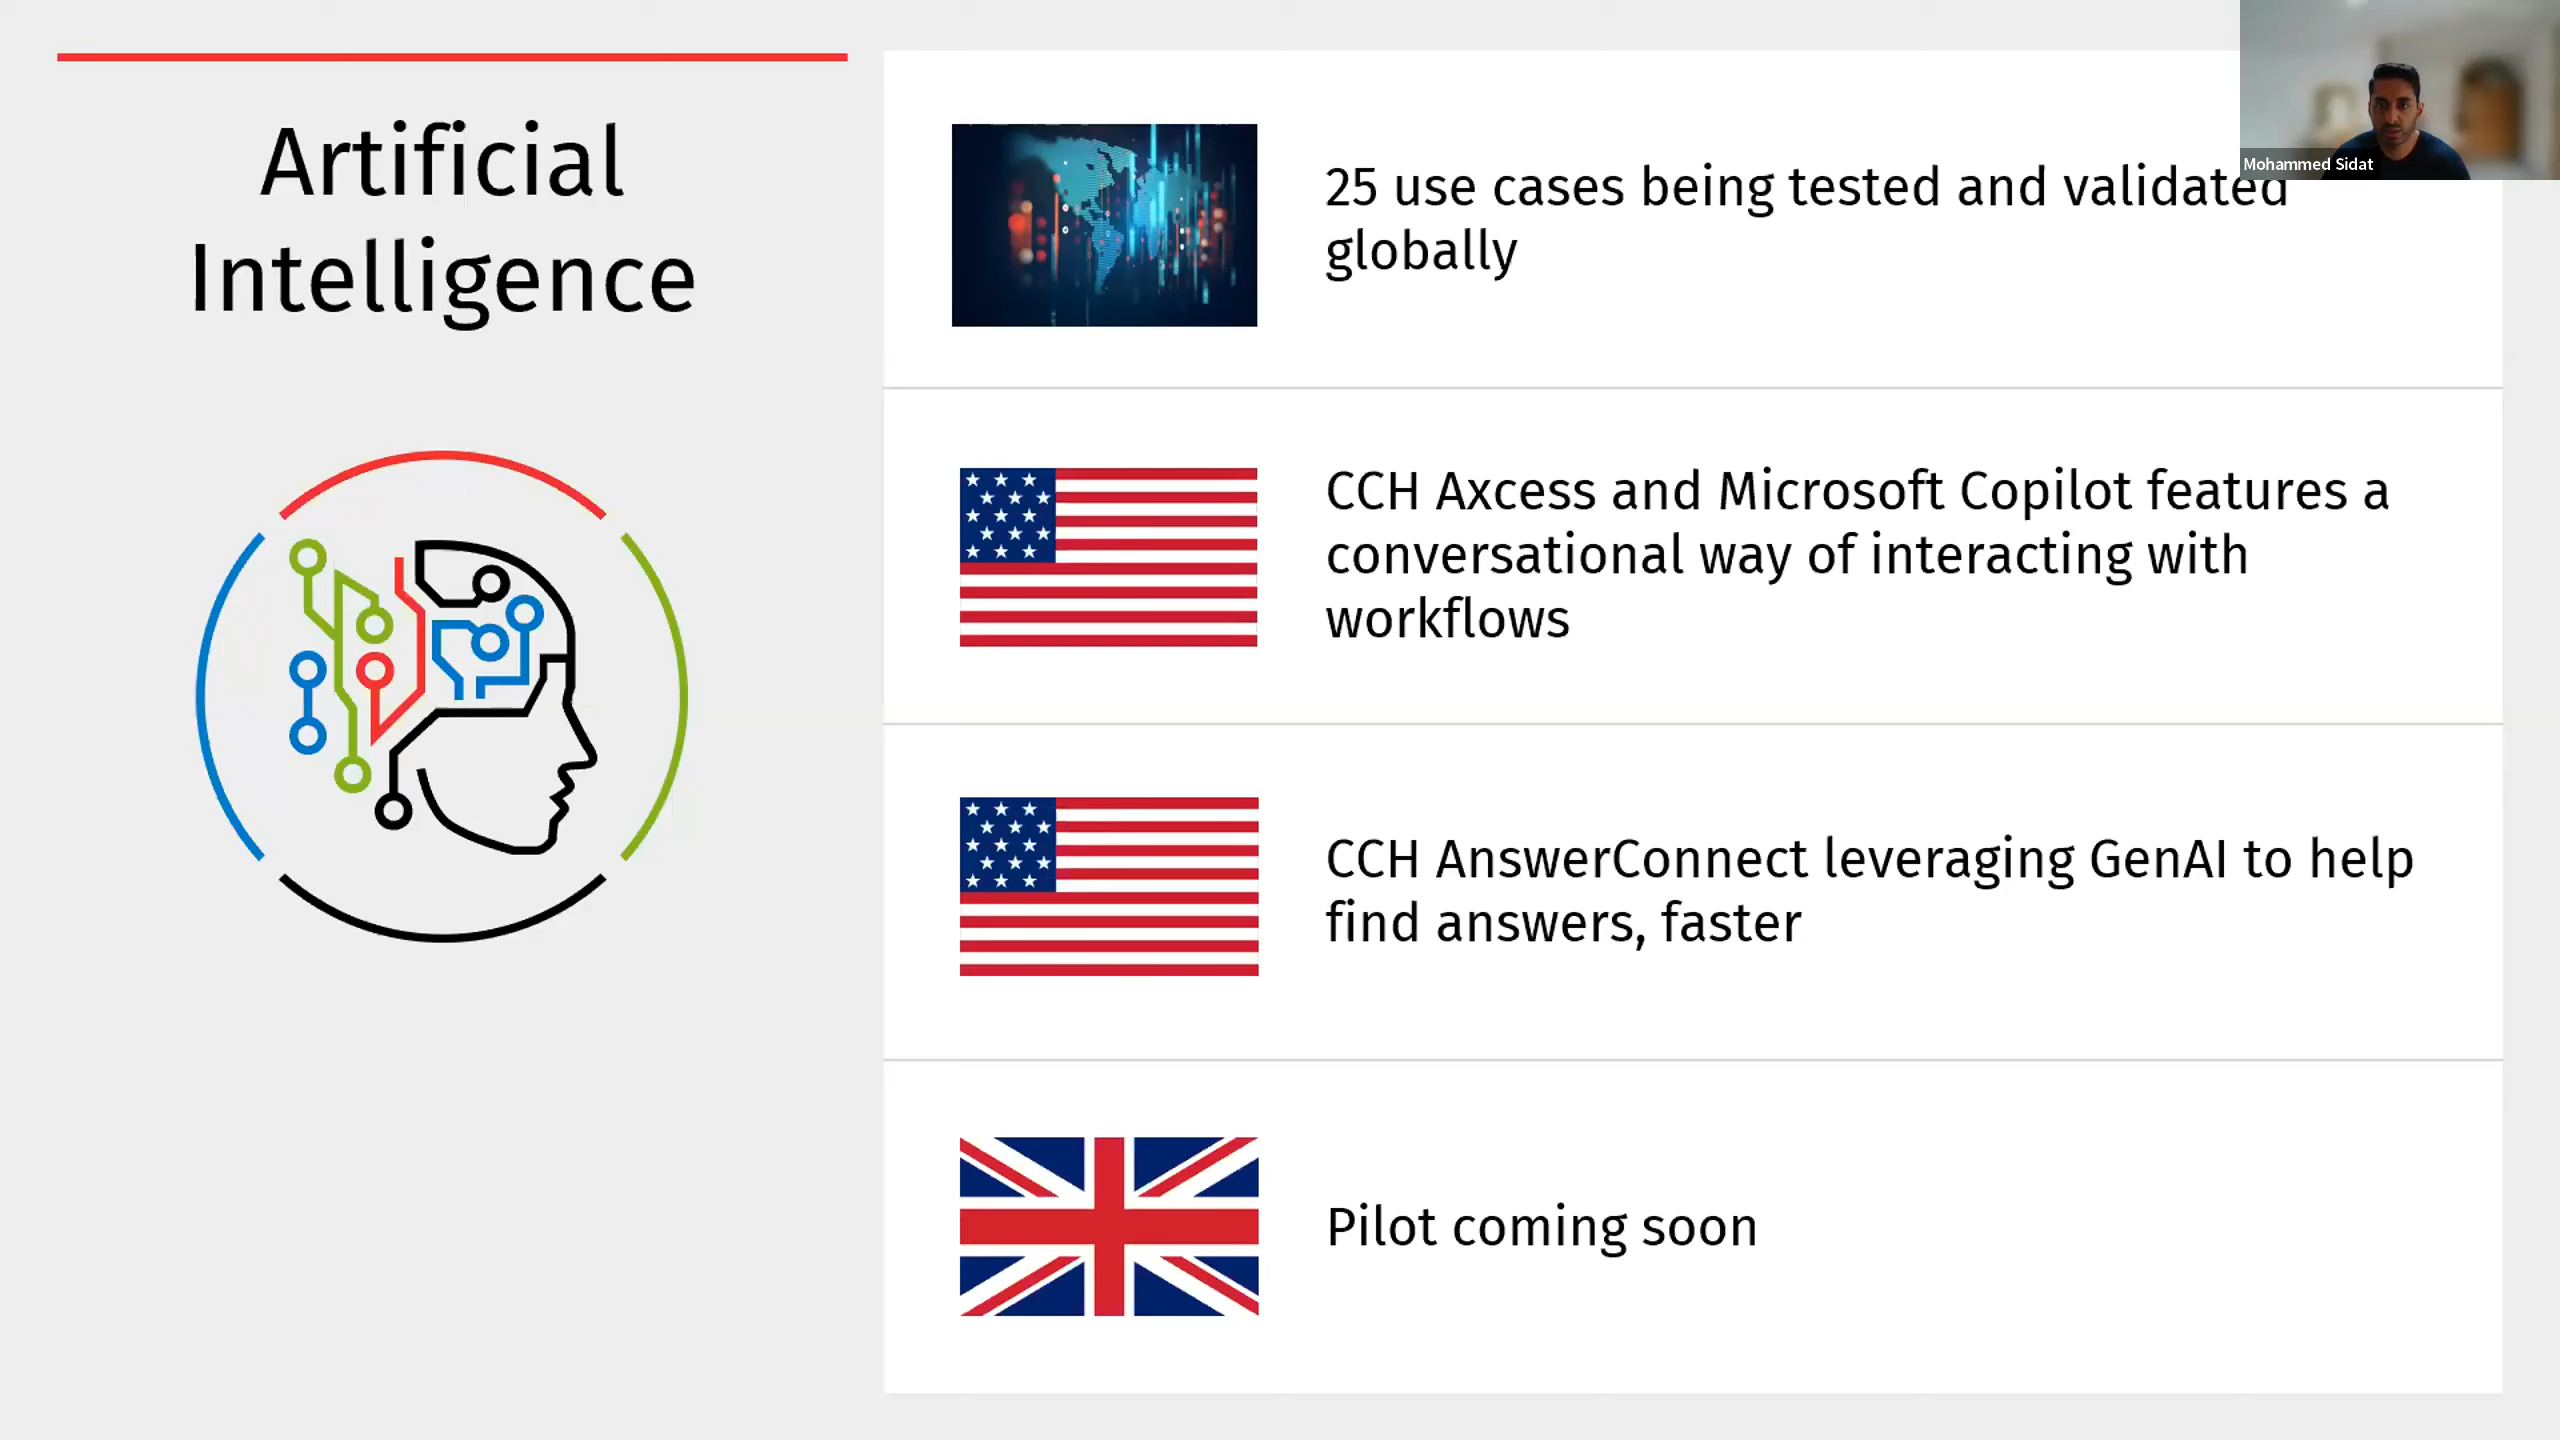 Artificial
Intelligence
25 use cases being tested and validated
globally
CCH Axcess and Microsoft Copilot features a
conversational way of interacting with
workflows
CCH AnswerConnect leveraging GenAI to help
find answers, faster
Pilot coming soon
Mohammed Sidat